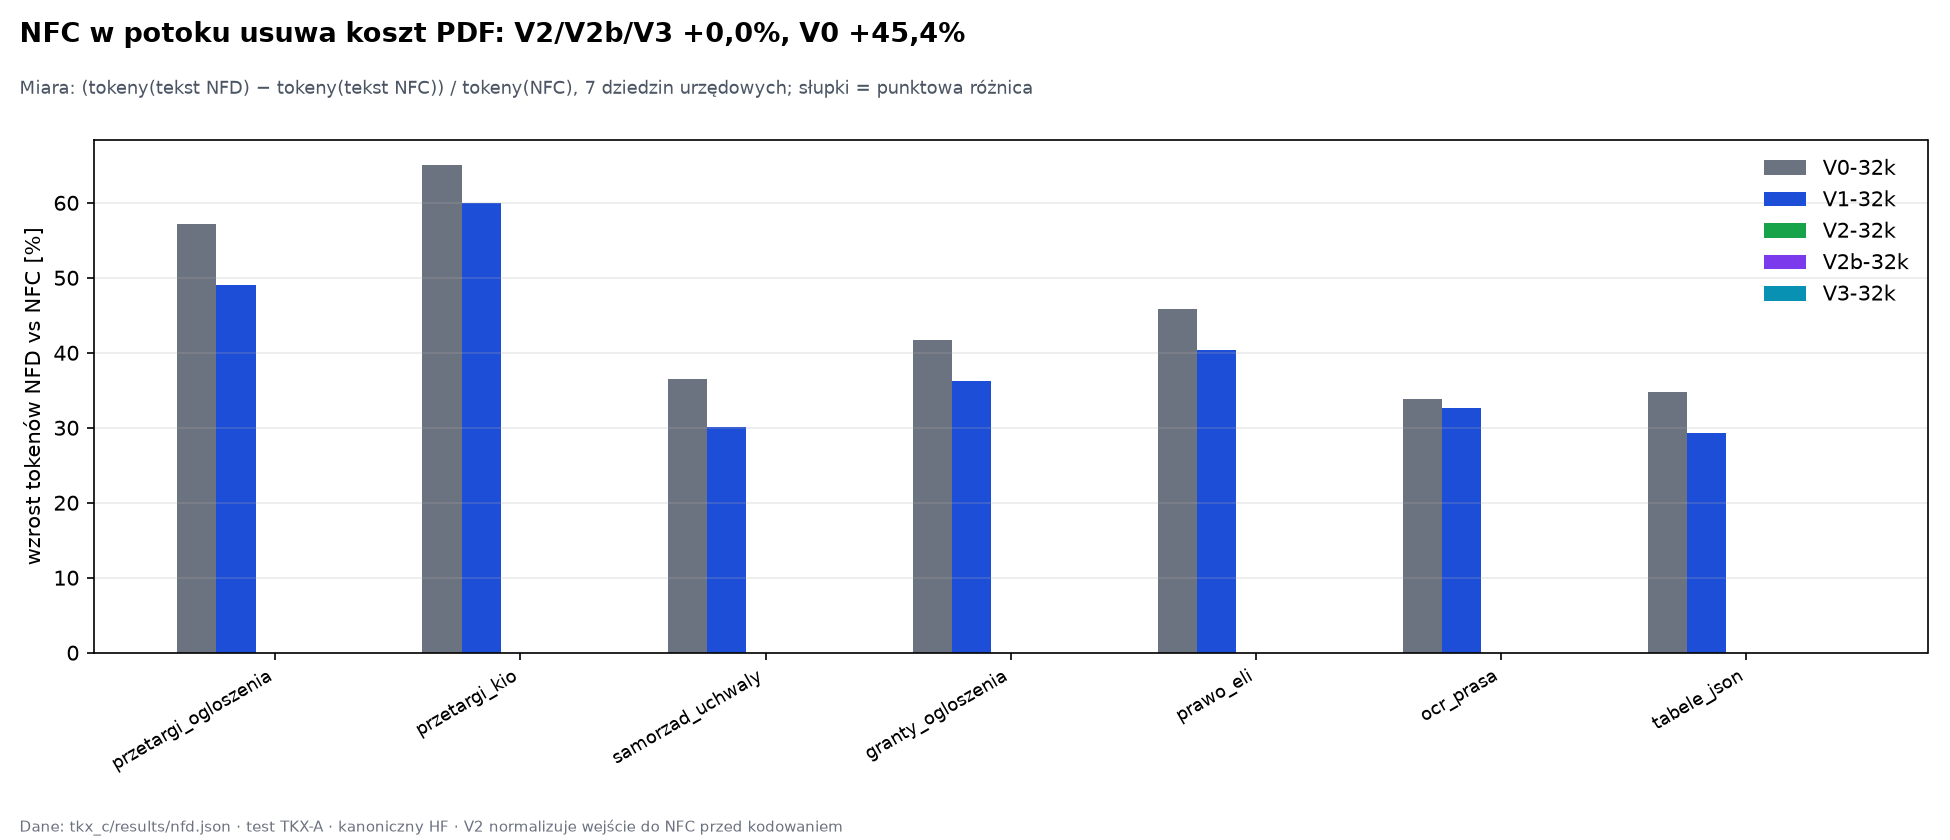 NFC w potoku usuwa koszt PDF: V2/V2b/V3 +0,0%, V0 +45,4%
Miara: (tokeny(tekst NFD) − tokeny(tekst NFC)) / tokeny(NFC), 7 dziedzin urzędowych; słupki = punktowa różnica
wzrost tokenów NFD vs NFC [%]
60
50
40
30
20
10
0
V0-32k
V1-32k
V2-32k
V2b-32k
V3-32k
przetargi_ogloszenia
przetargi_kio
samorzad_uchwaly
granty_ogloszenia
prawo_eli
ocr_prasa
tabele_json
Dane: tkx_c/results/nfd.json · test TKX-A · kanoniczny HF · V2 normalizuje wejście do NFC przed kodowaniem